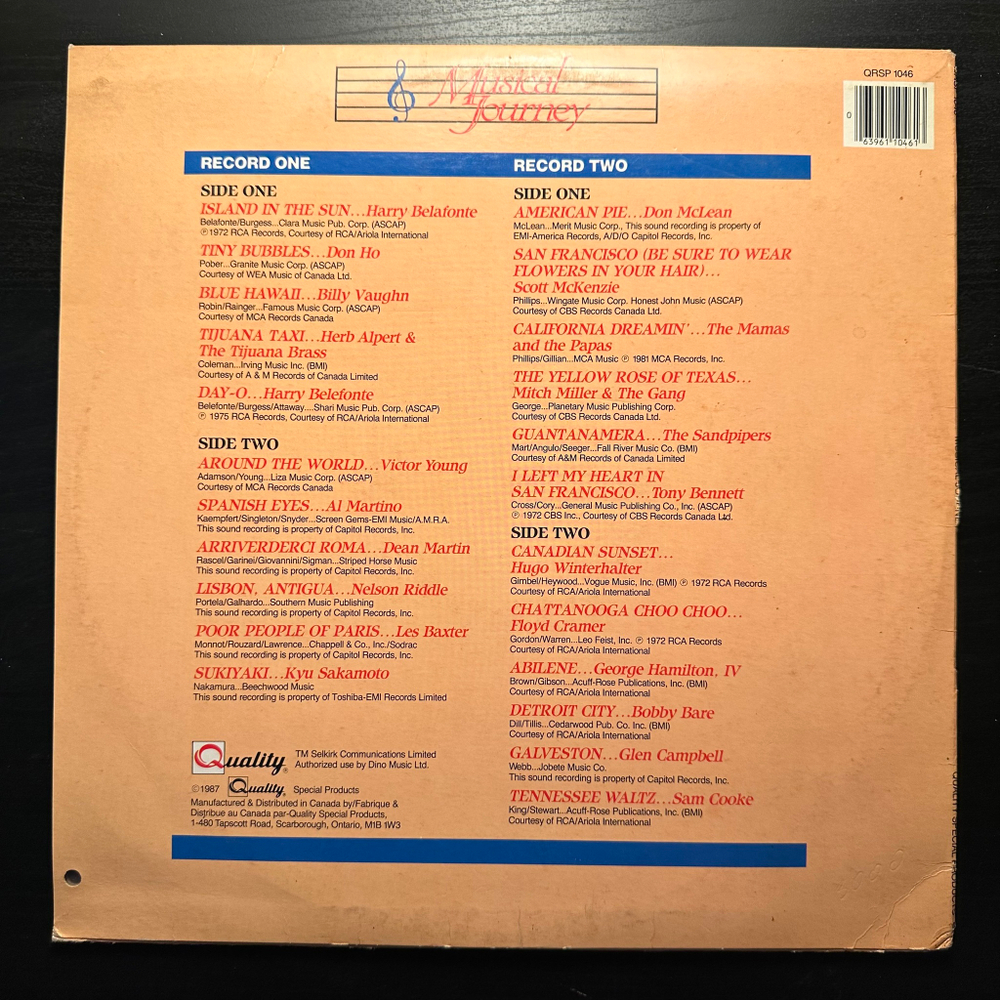 Musical
Journey
QRSP 1046
0
63961 10461
RECORD ONE
SIDE ONE
ISLAND IN THE SUN...Harry Belafonte
Belafonte/Burgess...Clara Music Pub. Corp. (ASCAP)
℗1972 RCA Records, Courtesy of RCA/Ariola International
TINY BUBBLES...Don Ho
Pober...Granite Music Corp. (ASCAP)
Courtesy of WEA Music of Canada Ltd.
BLUE HAWAII...Billy Vaughn
Robin/Rainger...Famous Music Corp. (ASCAP)
Courtesy of MCA Records Canada
TIJUANA TAXI...Herb Alpert &
The Tijuana Brass
Coleman...Irving Music Inc. (BMI)
Courtesy of A & M Records of Canada Limited
DAY-O...Harry Belefonte
Belefonte/Burgess/Attaway....Shari Music Pub. Corp. (ASCAP)
℗ 1975 RCA Records, Courtesy of RCA/Ariola International
SIDE TWO
AROUND THE WORLD...Victor Young
Adamson/Young...Liza Music Corp. (ASCAP)
Courtesy of MCA Records Canada
SPANISH EYES...Al Martino
Kaempfert/Singleton/Snyder...Screen Gems-EMI Music/A.M.R.A.
This sound recording is property of Capitol Records, Inc.
ARRIVERDERCI ROMA...Dean Martin
Rascel/Garinei/Giovannini/Sigman...Striped Horse Music
This sound recording is property of Capitol Records, Inc.
LISBON, ANTIGUA...Nelson Riddle
Portela/Galhardo...Southern Music Publishing
This sound recording is property of Capitol Records, Inc.
POOR PEOPLE OF PARIS...Les Baxter
Monnot/Rouzard/Lawrence...Chappell & Co., Inc./Sodrac
This sound recording is property of Capitol Records, Inc.
SUKIYAKI...Kyu Sakamoto
Nakamura...Beechwood Music
This sound recording is property of Toshiba-EMI Records Limited
RECORD TWO
SIDE ONE
AMERICAN PIE...Don McLean
McLean...Merit Music Corp., This sound recording is property of
EMI-America Records, A/D/O Capitol Records, Inc.
SAN FRANCISCO (BE SURE TO WEAR
FLOWERS IN YOUR HAIR)...
Scott McKenzie
Phillips...Wingate Music Corp. Honest John Music (ASCAP)
Courtesy of CBS Records Canada Ltd.
CALIFORNIA DREAMIN'...The Mamas
and the Papas
Phillips/Gillian...MCA Music ℗ 1981 MCA Records, Inc.
THE YELLOW ROSE OF TEXAS...
Mitch Miller & The Gang
George...Planetary Music Publishing Corp.
Courtesy of CBS Records Canada Ltd.
GUANTANAMERA...The Sandpipers
Mart/Angulo/Seeger...Fall River Music Co. (BMI)
Courtesy of A&M Records of Canada Limited
I LEFT MY HEART IN
SAN FRANCISCO...Tony Bennett
Cross/Cory...General Music Publishing Co., Inc. (ASCAP)
℗ 1972 CBS Inc., Courtesy of CBS Records Canada Ltd.
SIDE TWO
CANADIAN SUNSET...
Hugo Winterhalter
Gimbel/Heywood...Vogue Music, Inc. (BMI) ℗ 1972 RCA Records
Courtesy of RCA/Ariola International
CHATTANOOGA CHOO CHOO...
Floyd Cramer
Gordon/Warren...Leo Feist, Inc. ℗ 1972 RCA Records
Courtesy of RCA/Ariola International
ABILENE...George Hamilton, IV
Brown/Gibson...Acuff-Rose Publications, Inc. (BMI)
Courtesy of RCA/Ariola International
DETROIT CITY...Bobby Bare
Dill/Tillis...Cedarwood Pub. Co. Inc. (BMI)
Courtesy of RCA/Ariola International
GALVESTON...Glen Campbell
Webb...Jobete Music Co.
This sound recording is property of Capitol Records, Inc.
TENNESSEE WALTZ...Sam Cooke
King/Stewart...Acuff-Rose Publications, Inc. (BMI)
Courtesy of RCA/Ariola International
Quality®
TM Selkirk Communications Limited
Authorized use by Dino Music Ltd.
©1987 Quality® Special Products
Manufactured & Distributed in Canada by/Fabrique &
Distribue au Canada par-Quality Special Products,
1-480 Tapscott Road, Scarborough, Ontario, M1B 1W3